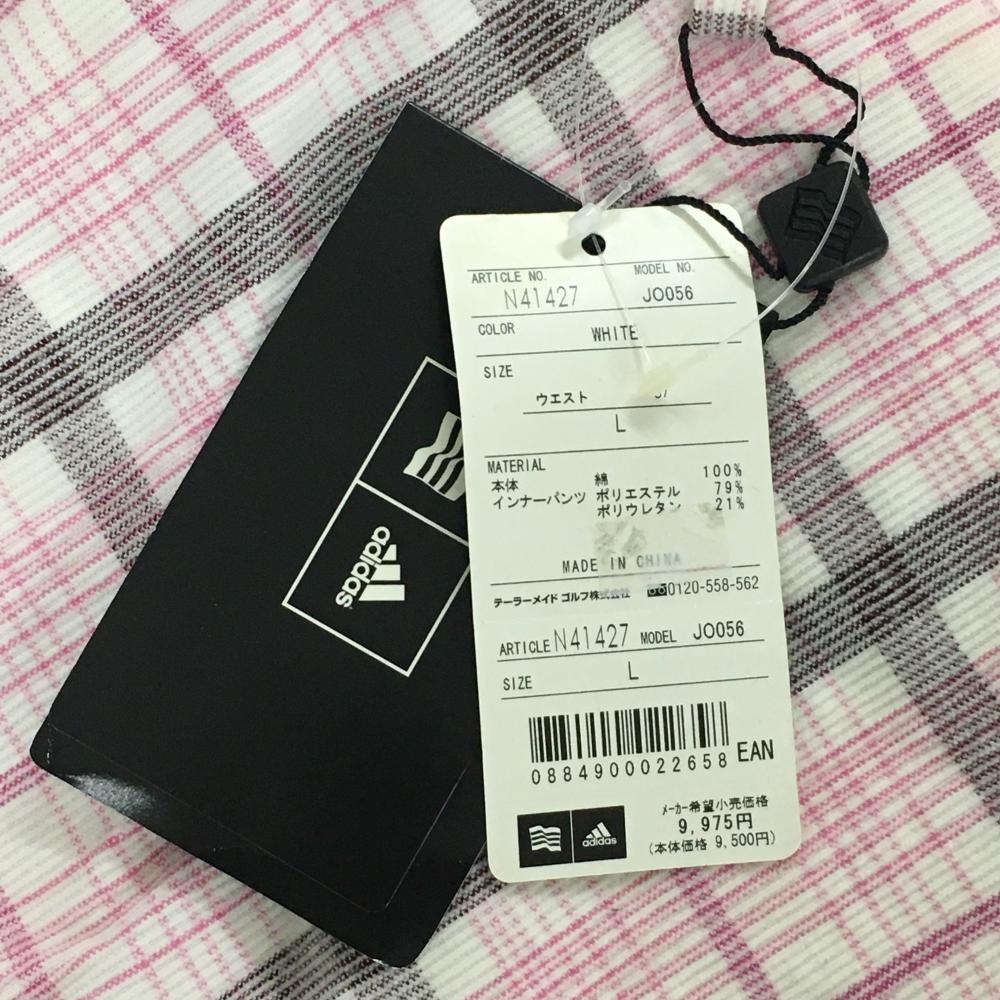 ARTICLE NO. MODEL NO.
N41427 JO056
COLOR WHITE
SIZE
ウエスト
L
MATERIAL
本体 綿 100%
インナーパンツ ポリエステル 79%
ポリウレタン 21%
MADE IN CHINA
テーラーメイド ゴルフ株式会社 0120-558-562
ARTICLE N41427 MODEL JO056
SIZE L
0884900022658 EAN
メーカー希望小売価格
9,975円
(本体価格 9,500円)
adidas
adidas